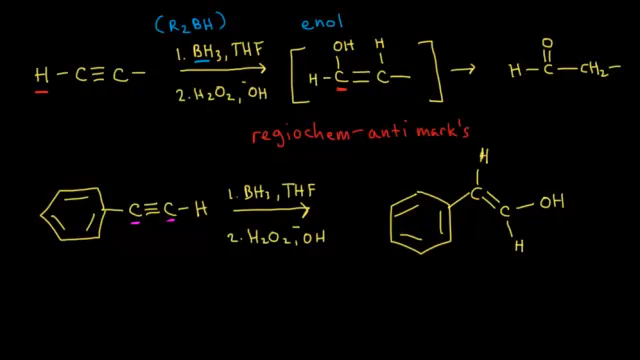 (R₂BH) enol
1. BH₃, THF
OH H
H-C≡C- H-C=C- → H-C-CH₂-
O
2. H₂O₂, ⁻OH
regiochem-anti mark's
H
C≡C-H 1. BH₃, THF C=C-OH
2. H₂O₂, ⁻OH H